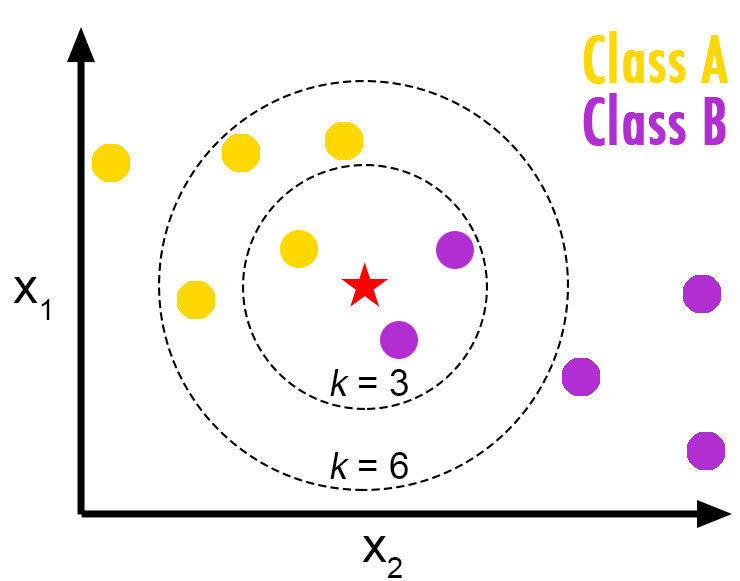 Class A
Class B
x₁
k = 3
k = 6
x₂